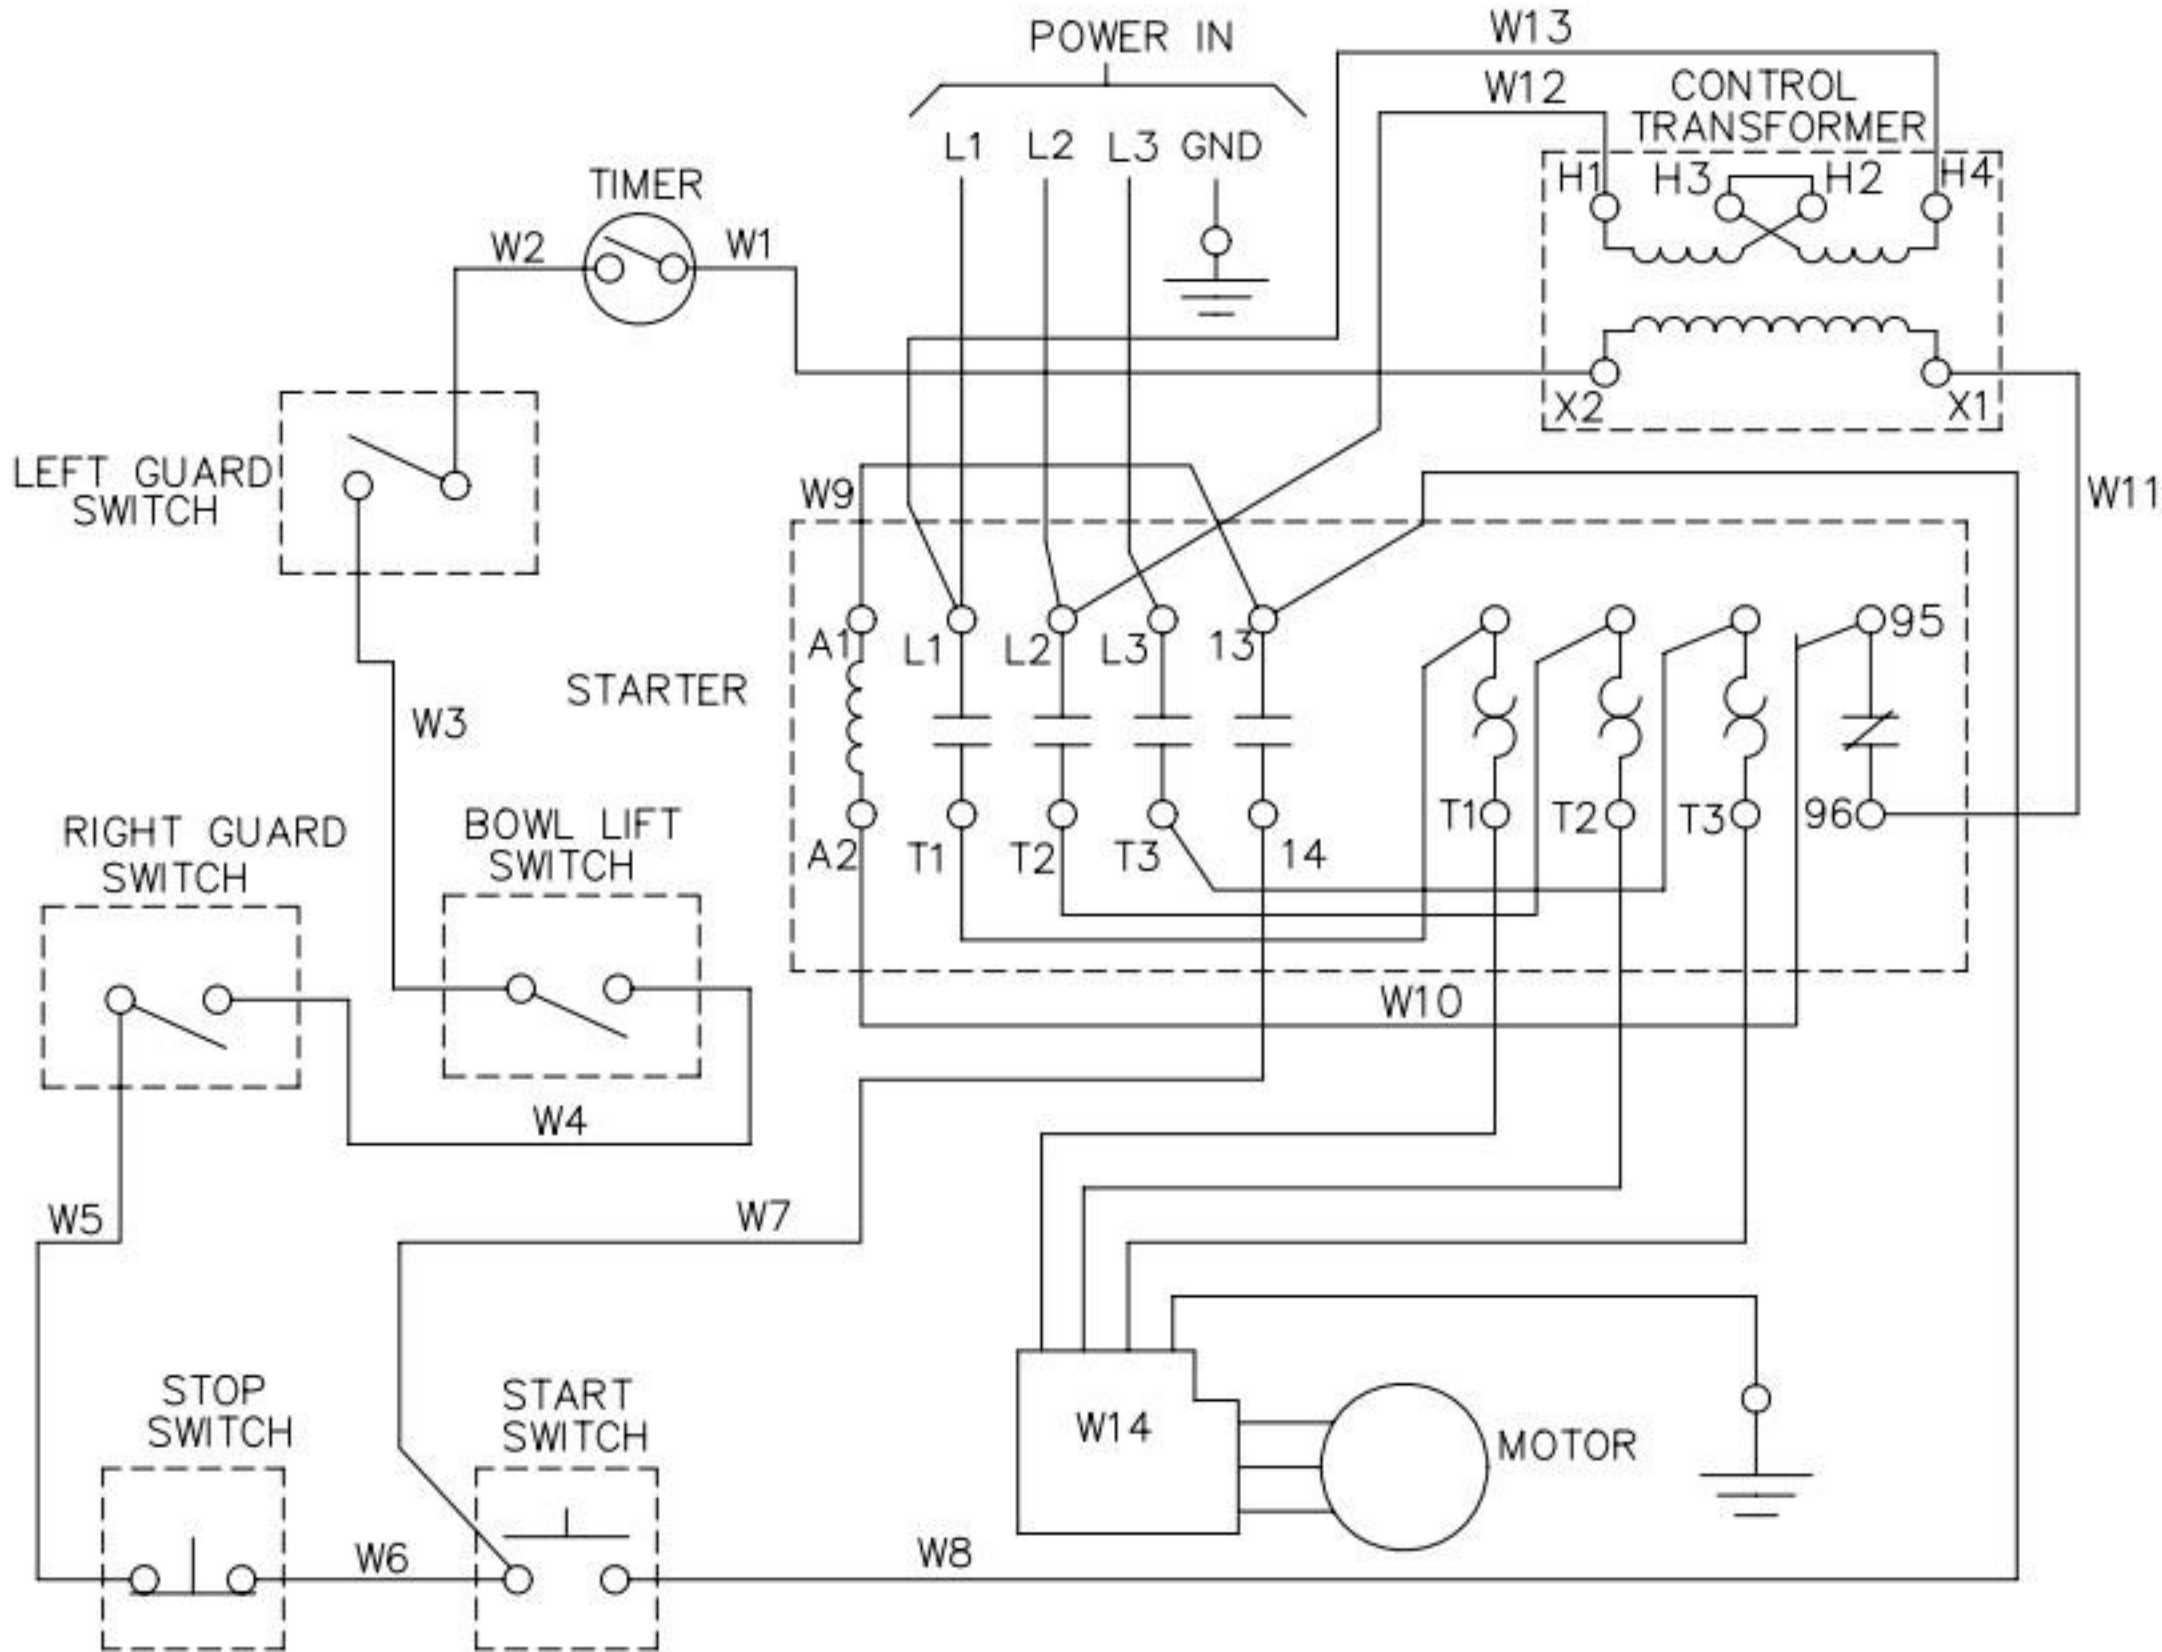 POWER IN
W13
W12
CONTROL
TRANSFORMER
L1 L2 L3 GND
H1 H3 H2 H4
TIMER
W2 W1
X2 X1
LEFT GUARD
SWITCH
W9
W11
A1 L1 L2 L3 13 95
STARTER
W3
RIGHT GUARD
SWITCH
BOWL LIFT
SWITCH
T1 T2 T3 96
A2 T1 T2 T3 14
W10
W4
W5
W7
STOP
SWITCH
START
SWITCH
W14
MOTOR
W6
W8